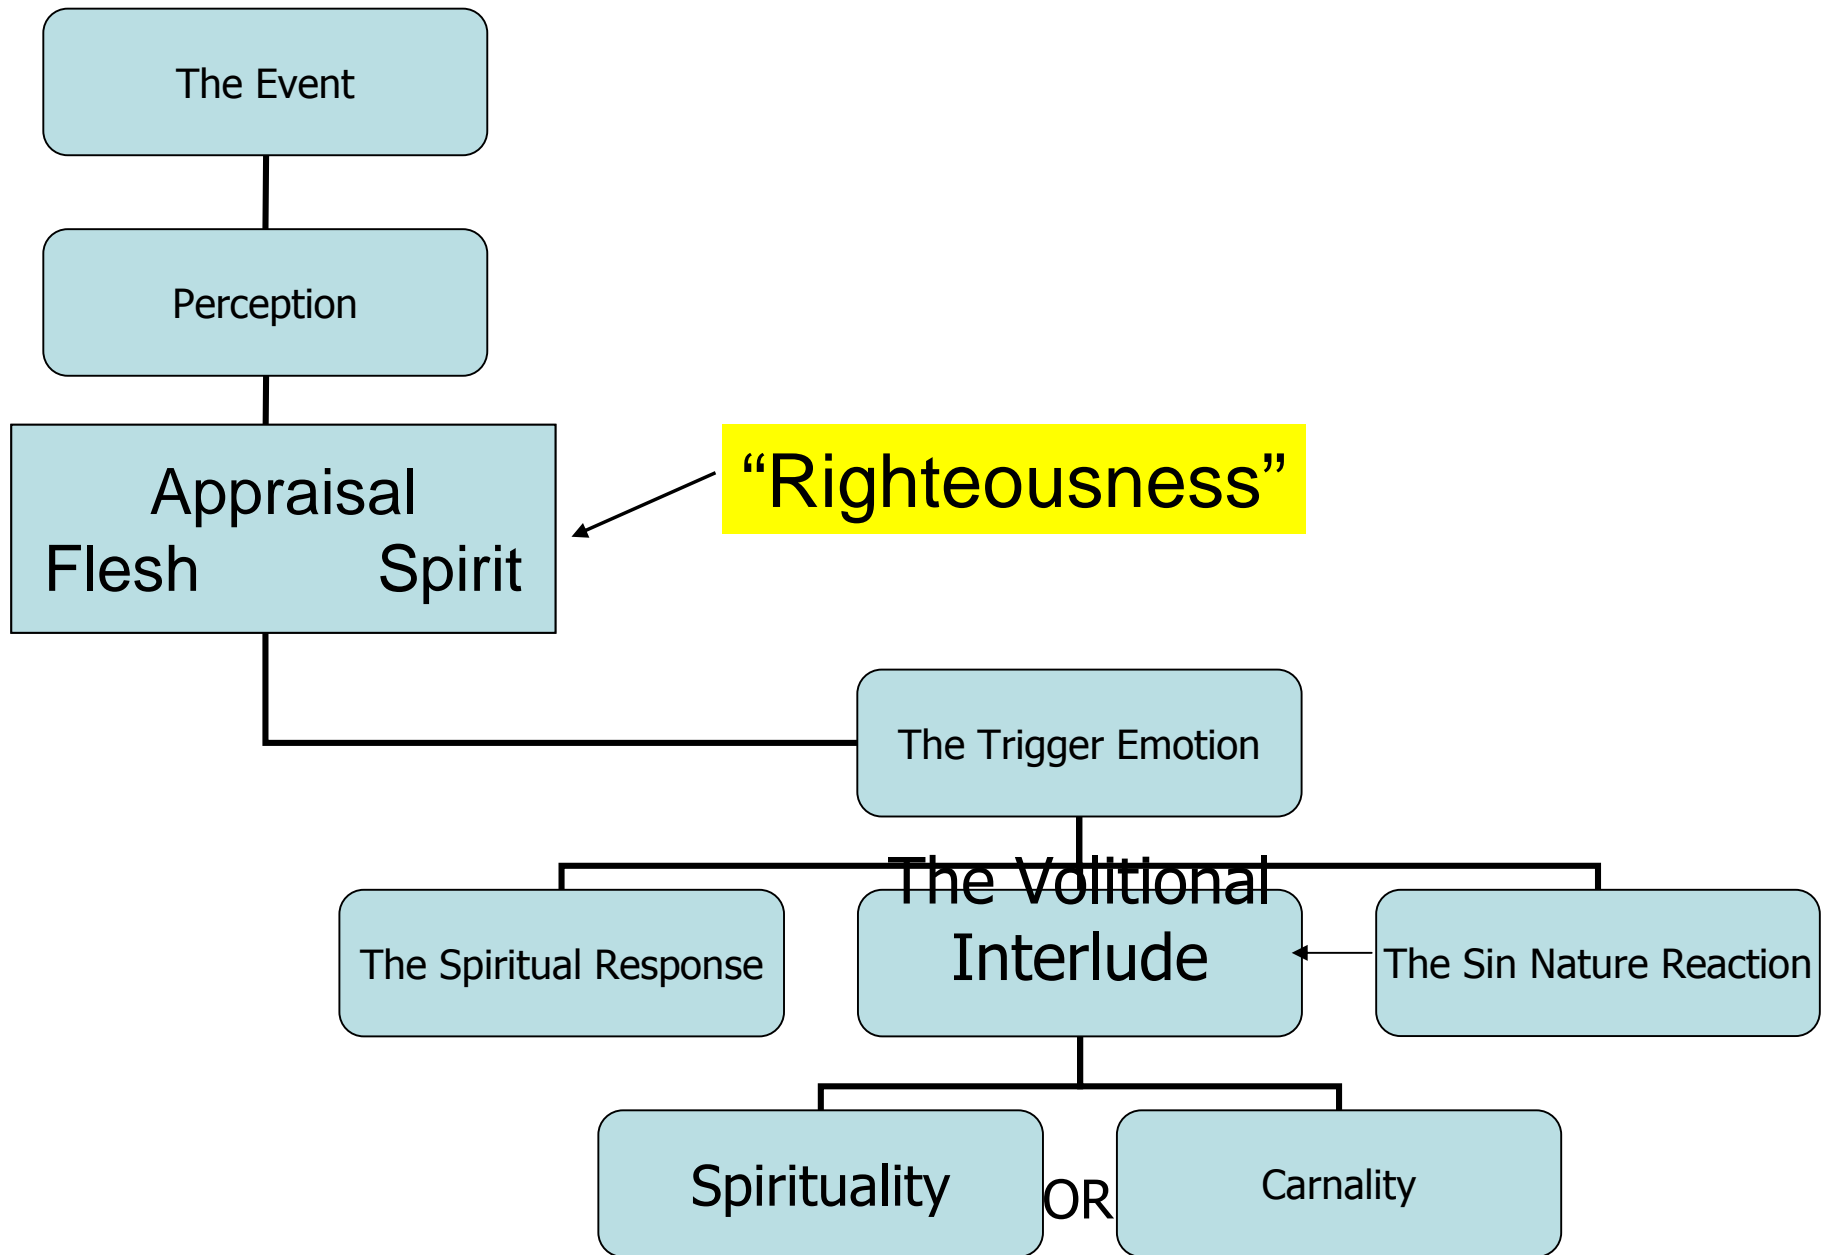 The Event
Perception
Appraisal
Flesh Spirit
“Righteousness”
The Trigger Emotion
The Volitional
Interlude
The Spiritual Response
The Sin Nature Reaction
Spirituality
OR
Carnality